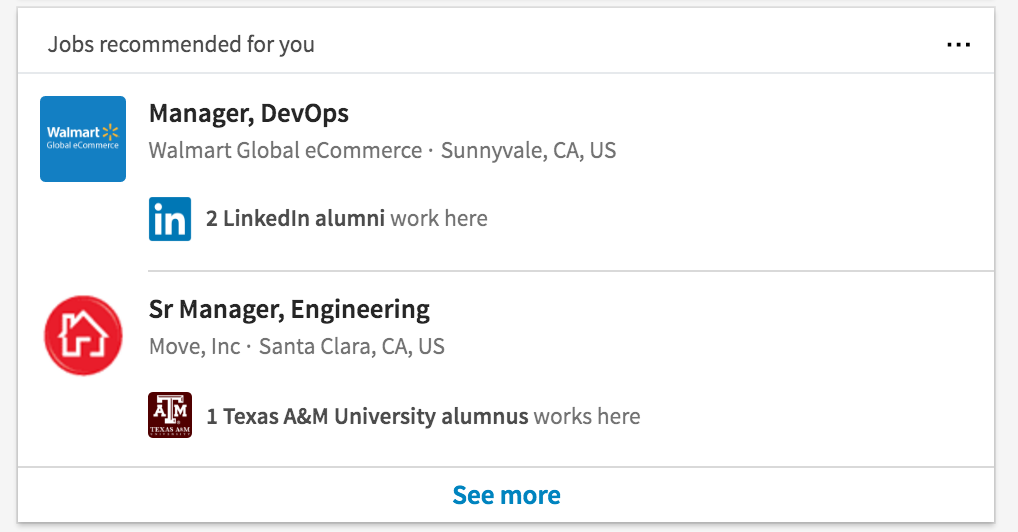 Jobs recommended for you
...
Walmart
Global eCommerce
Manager, DevOps
Walmart Global eCommerce · Sunnyvale, CA, US
in
2 LinkedIn alumni work here
Sr Manager, Engineering
Move, Inc · Santa Clara, CA, US
ATM
TEXAS A&M
UNIVERSITY
1 Texas A&M University alumnus works here
See more